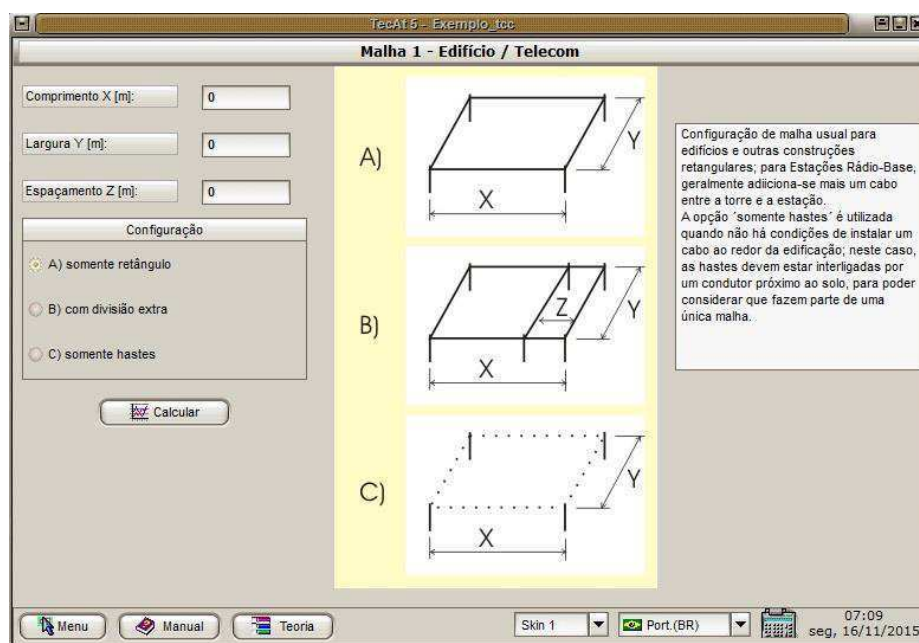 TecAt 5 - Exemplo_tcc
Malha 1 - Edifício / Telecom
Comprimento X [m]:
0
Largura Y [m]:
0
Espaçamento Z [m]:
0
Configuração
A) somente retângulo
B) com divisão extra
C) somente hastes
Calcular
A)
X
Y
B)
Z
X
Y
C)
X
Y
Configuração de malha usual para
edifícios e outras construções
retangulares; para Estações Rádio-Base,
geralmente adiiciona-se mais um cabo
entre a torre e a estação.
A opção ´somente hastes´ é utilizada
quando não há condições de instalar um
cabo ao redor da edificação; neste caso,
as hastes devem estar interligadas por
um condutor próximo ao solo, para poder
considerar que fazem parte de uma
única malha.
Menu
Manual
Teoria
Skin 1
Port.(BR)
07:09
seg, 16/11/2015